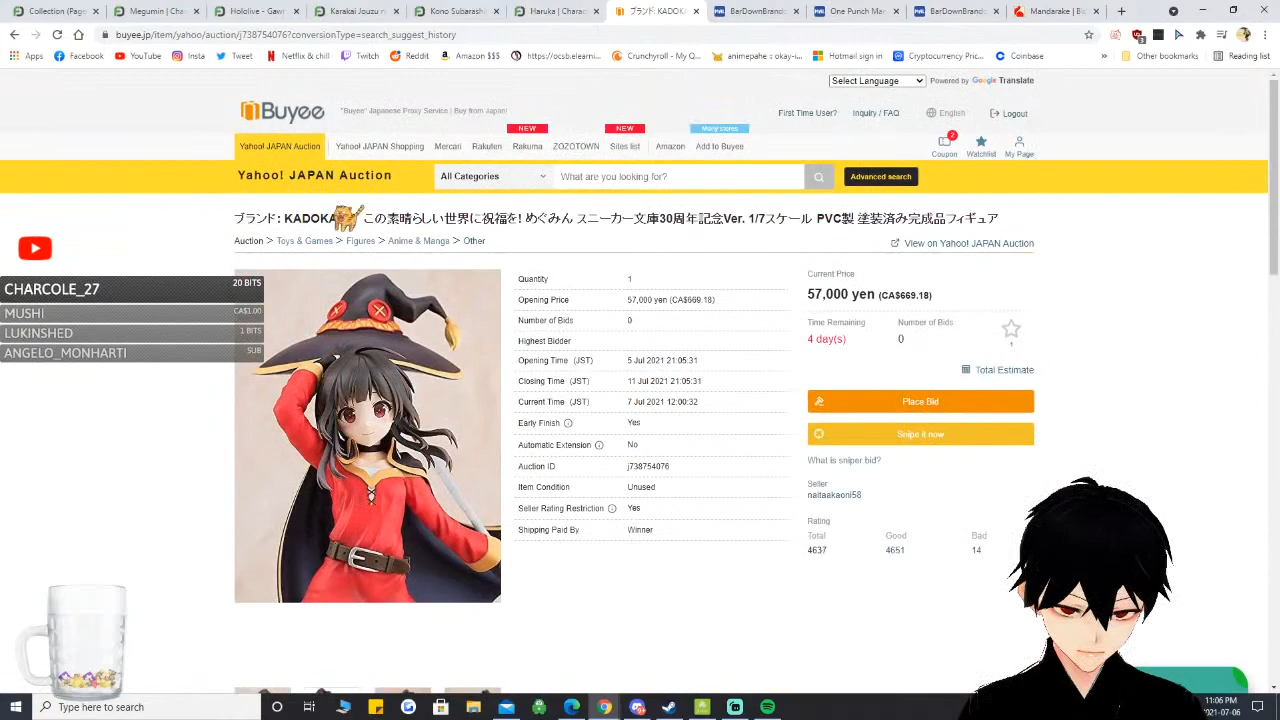 CollectionBand
Megumin | Chara
Hololive - Gawr
Karakai Jouzu n
Kono Subarashi
Haruka | Charac
ブランド: KADOKA
BarDownBanditS
One Punch Man
BarDownBanditS
Mandarake | Bi
buyee.jp/item/yahoo/auction/j738754076?conversionType=search_suggest_history
Apps
Facebook
YouTube
Insta
Tweet
Netflix & chill
Twitch
Reddit
Amazon $$$
https://ocsb.elearni...
Crunchyroll - My Q...
animepahe :: okay-i...
Hotmail sign in
Cryptocurrency Pric...
Coinbase
»
Other bookmarks
Reading list
Select Language
Powered by Google Translate
Buyee
"Buyee" Japanese Proxy Service | Buy from Japan!
First Time User?
Inquiry / FAQ
English
Logout
NEW
NEW
Many stores
Yahoo! JAPAN Auction
Yahoo! JAPAN Shopping
Mercari
Rakuten
Rakuma
ZOZOTOWN
Sites list
Amazon
Add to Buyee
2
Coupon
Watchlist
My Page
Yahoo! JAPAN Auction
All Categories
What are you looking for?
Advanced search
ブランド: KADOKA この素晴らしい世界に祝福を! めぐみん スニーカー文庫30周年記念Ver. 1/7スケール PVC製 塗装済み完成品フィギュア
Auction > Toys & Games > Figures > Anime & Manga > Other
View on Yahoo! JAPAN Auction
CHARCOLE_27 20 BITS
MUSHI CA$1.00
LUKINSHED 1 BITS
ANGELO_MONHARTI SUB
Quantity 1
Opening Price 57,000 yen (CA$669.18)
Number of Bids 0
Highest Bidder
Opening Time (JST) 5 Jul 2021 21:05:31
Closing Time (JST) 11 Jul 2021 21:05:31
Current Time (JST) 7 Jul 2021 12:00:32
Early Finish Yes
Automatic Extension No
Auction ID j738754076
Item Condition Unused
Seller Rating Restriction Yes
Shipping Paid By Winner
Current Price
57,000 yen (CA$669.18)
Time Remaining
4 day(s)
Number of Bids
0
1
Total Estimate
Place Bid
Snipe it now
What is sniper bid?
Seller
naitaakaoni58
Rating
Total Good Bad
4637 4651 14
Type here to search
11:06 PM
2021-07-06